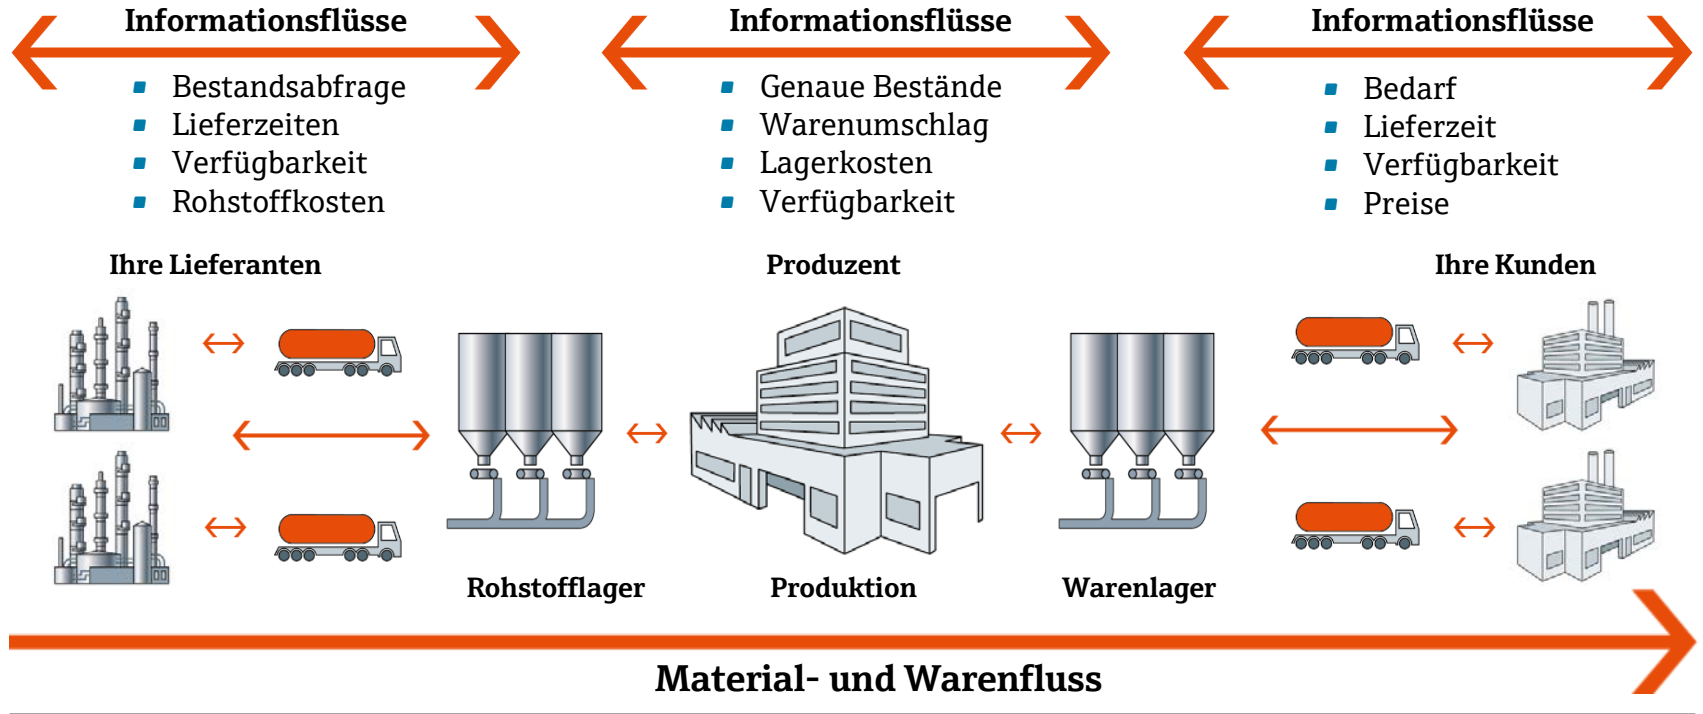 Informationsflüsse
Bestandsabfrage
Lieferzeiten
Verfügbarkeit
Rohstoffkosten
Informationsflüsse
Genaue Bestände
Warenumschlag
Lagerkosten
Verfügbarkeit
Informationsflüsse
Bedarf
Lieferzeit
Verfügbarkeit
Preise
Ihre Lieferanten
Produzent
Ihre Kunden
Rohstofflager
Produktion
Warenlager
Material- und Warenfluss